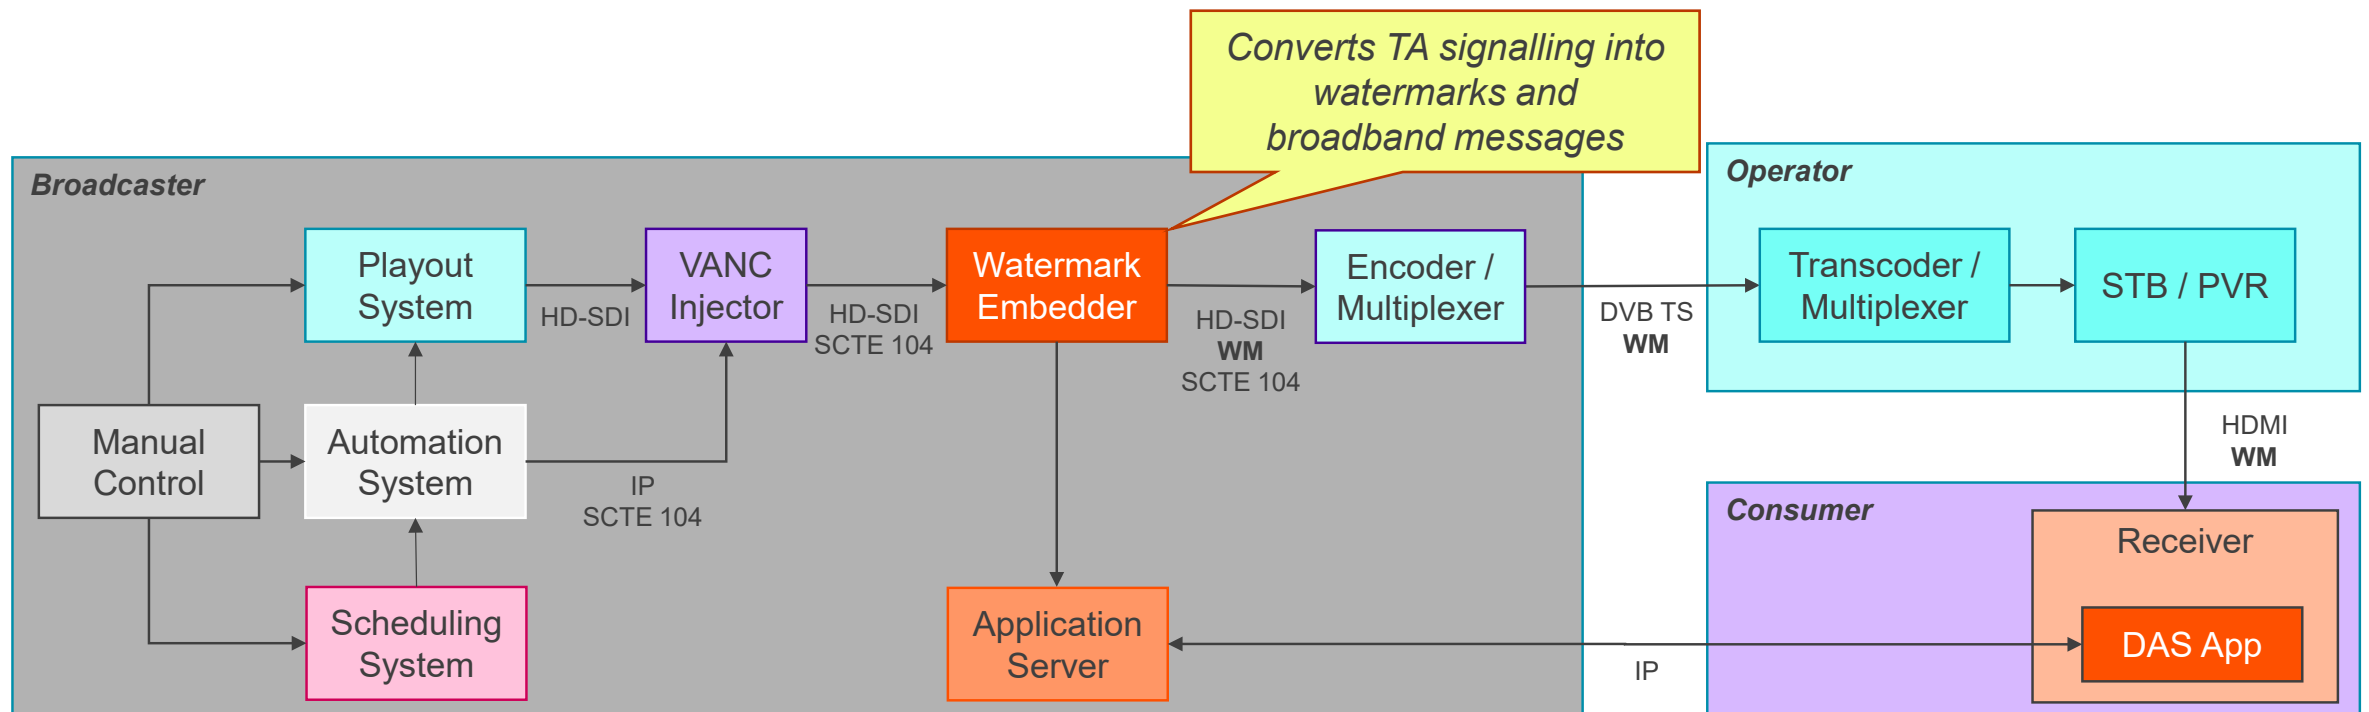 Converts TA signalling into
watermarks and
broadband messages
Broadcaster
Operator
Playout
System
HD-SDI
VANC
Injector
HD-SDI
SCTE 104
Watermark
Embedder
HD-SDI
WM
SCTE 104
Encoder /
Multiplexer
DVB TS
WM
Transcoder /
Multiplexer
STB / PVR
Manual
Control
Automation
System
IP
SCTE 104
HDMI
WM
Consumer
Receiver
Scheduling
System
Application
Server
IP
DAS App